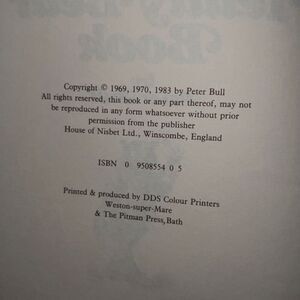 Book
Copyright © 1969, 1970, 1983 by Peter Bull
All rights reserved, this book or any part thereof, may not
be reproduced in any form whatsoever without prior
permission from the publisher
House of Nisbet Ltd., Winscombe, England
ISBN 0 9508554 0 5
Printed & produced by DDS Colour Printers
Weston-super-Mare
& The Pitman Press, Bath